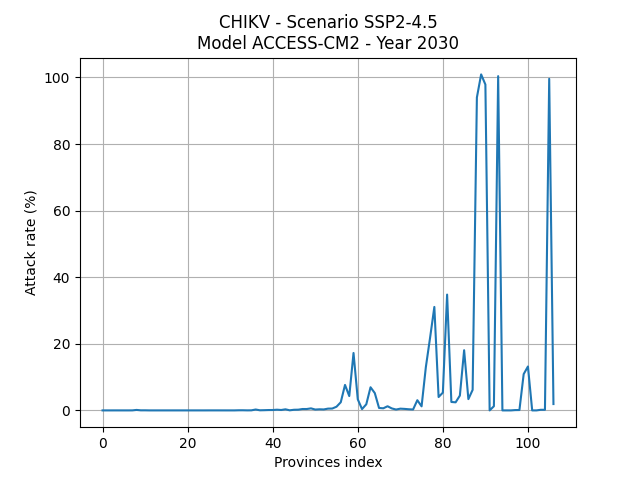 CHIKV - Scenario SSP2-4.5
Model ACCESS-CM2 - Year 2030
100
80
60
40
20
0
Attack rate (%)
0 20 40 60 80 100
Provinces index